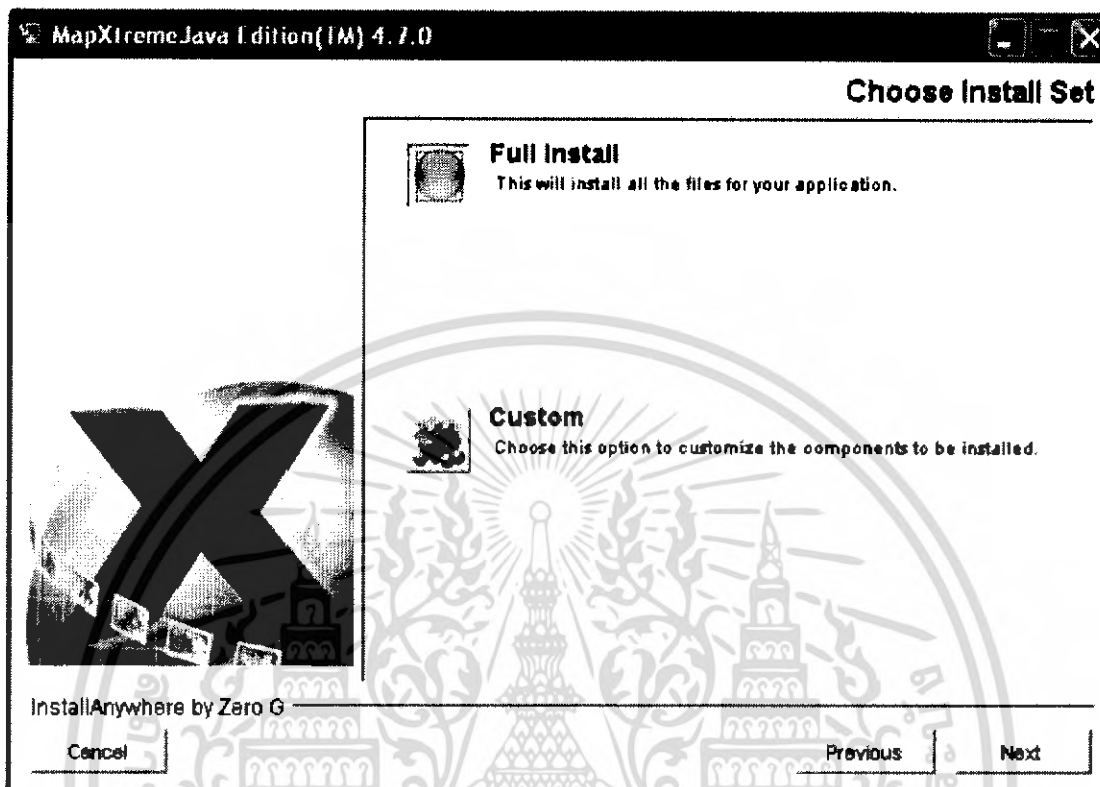 MapXtremeJava Edition(TM) 4.7.0
Choose Install Set
Full Install
This will install all the files for your application.
Custom
Choose this option to customize the components to be installed.
InstallAnywhere by Zero G
Cancel
Previous
Next